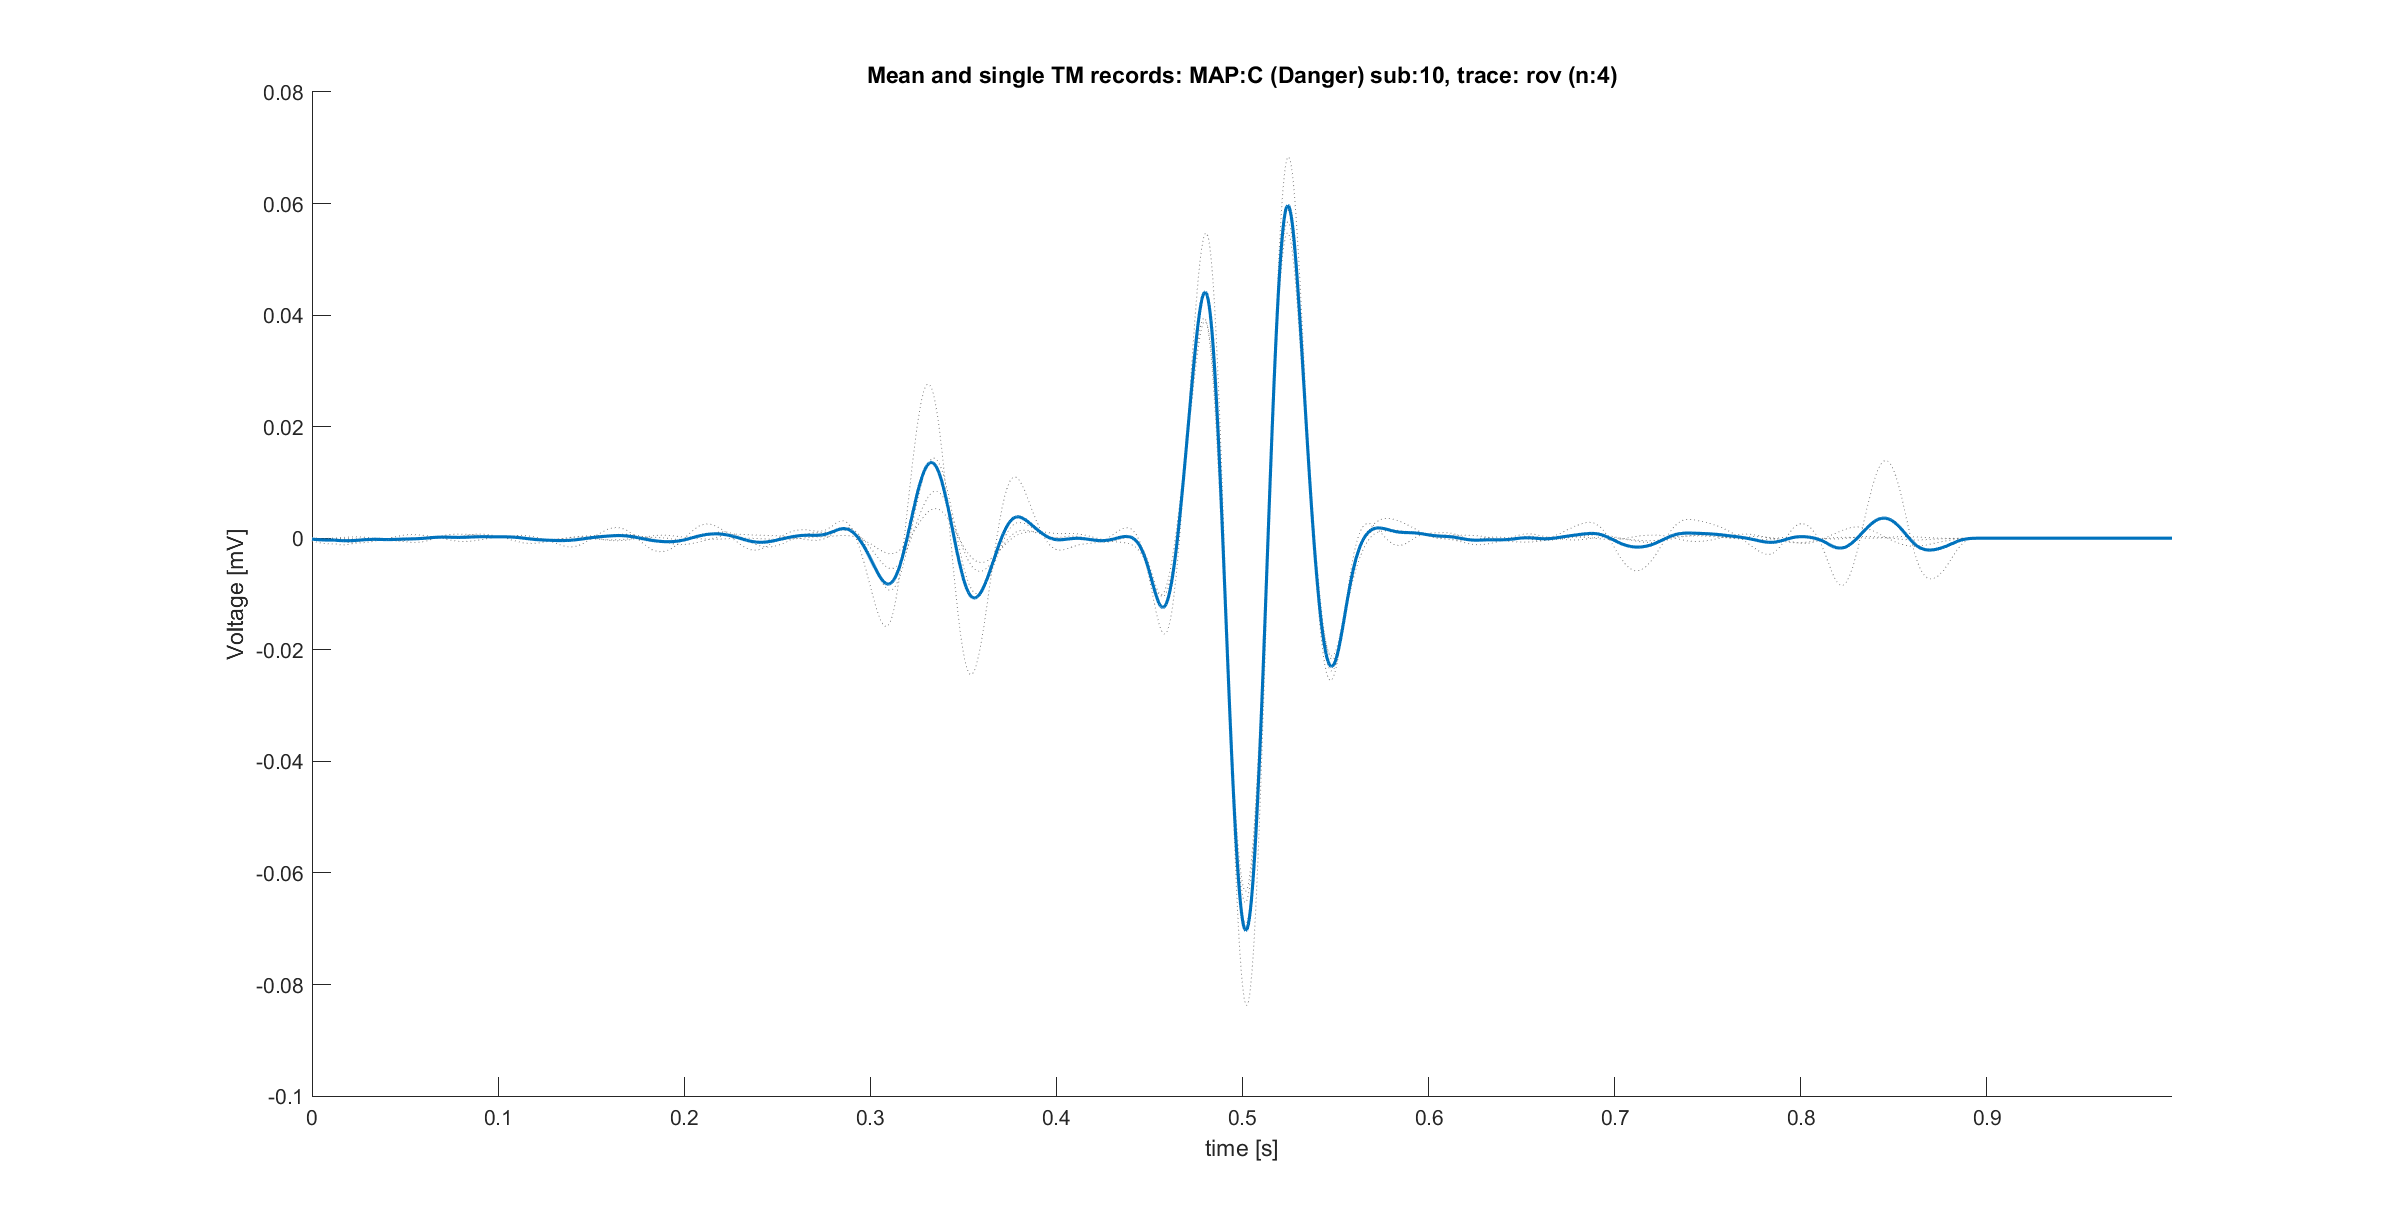 Mean and single TM records: MAP:C (Danger) sub:10, trace: rov (n:4)
0.08
0.06
0.04
0.02
0
-0.02
-0.04
-0.06
-0.08
-0.1
Voltage [mV]
0 0.1 0.2 0.3 0.4 0.5 0.6 0.7 0.8 0.9
time [s]